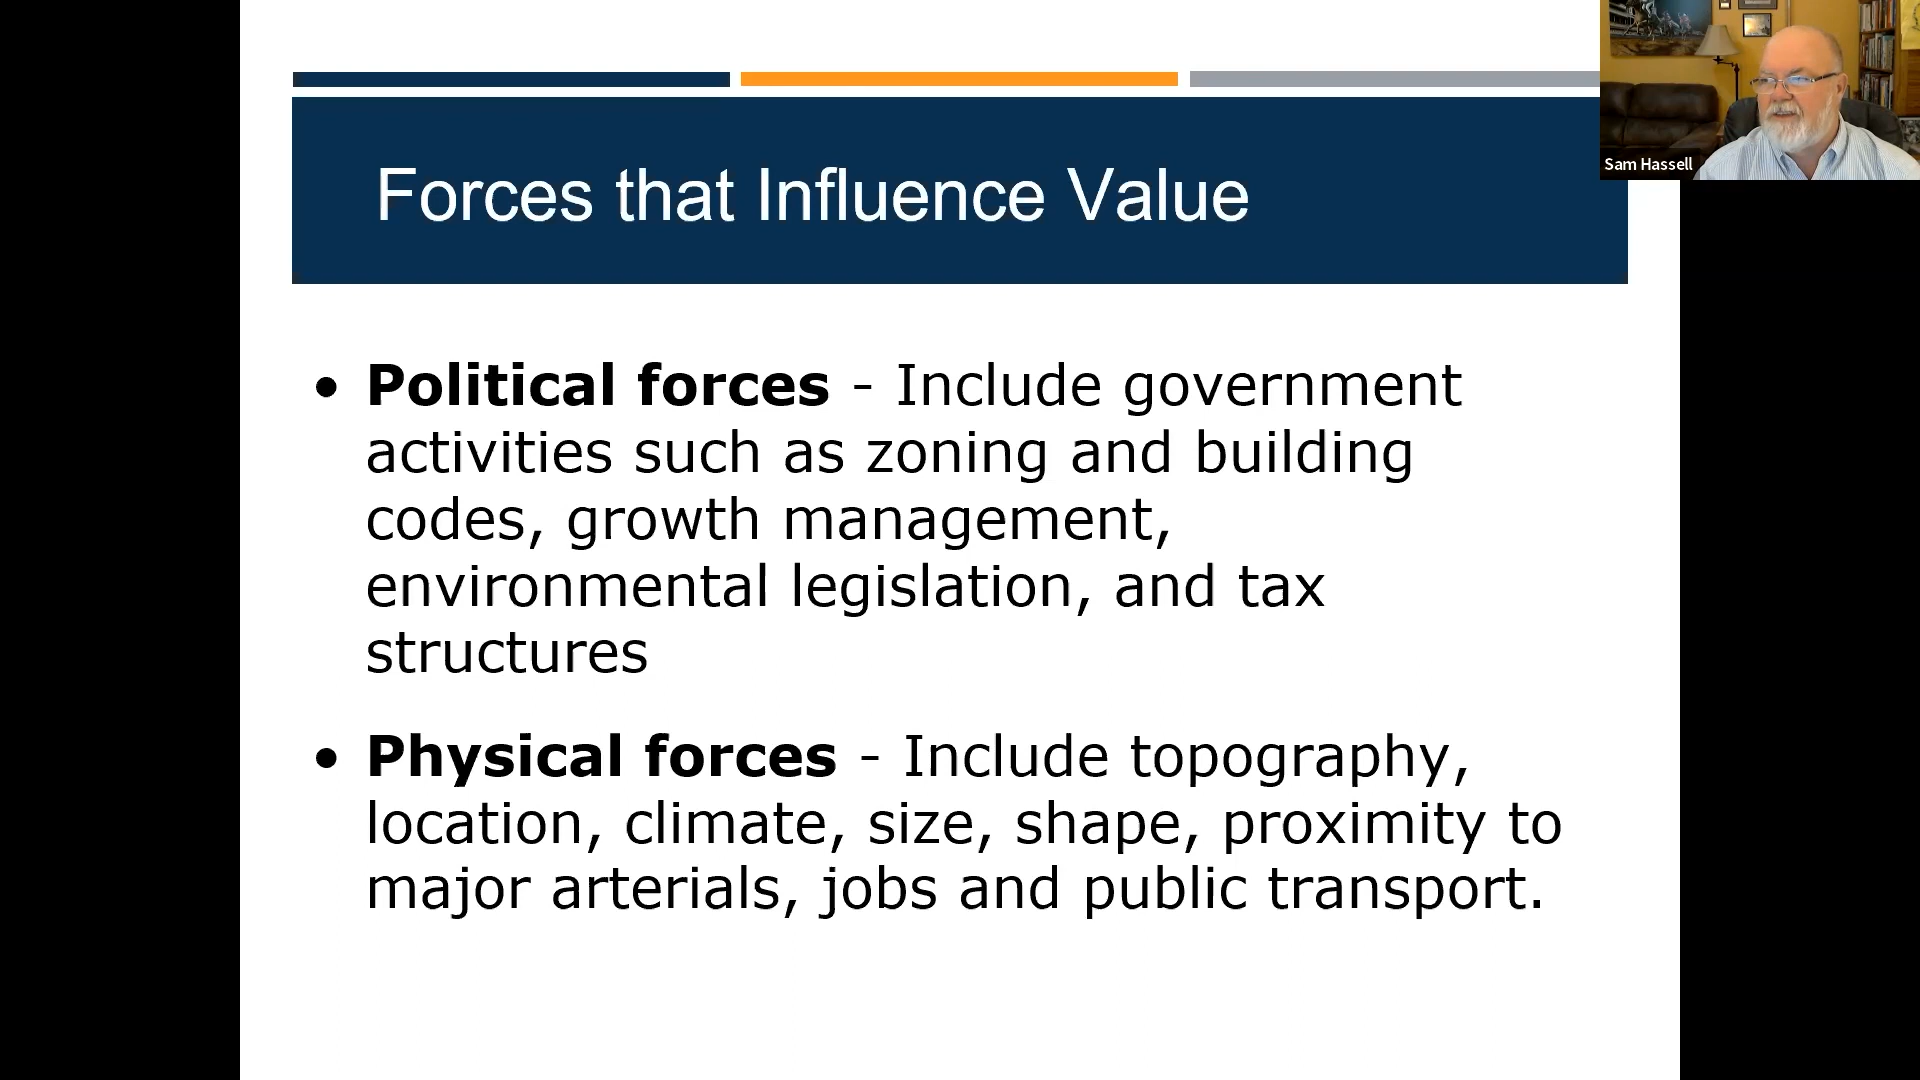 Forces that Influence Value
Sam Hassell
• Political forces - Include government
activities such as zoning and building
codes, growth management,
environmental legislation, and tax
structures
• Physical forces - Include topography,
location, climate, size, shape, proximity to
major arterials, jobs and public transport.